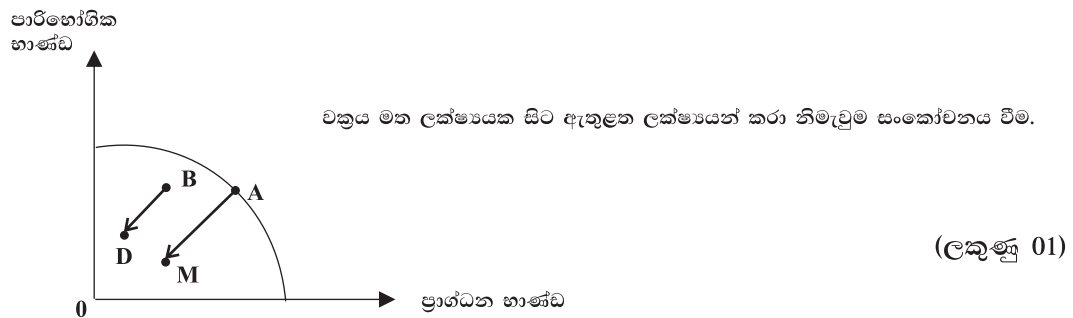 පාරිභෝගික
භාණ්ඩ
වක්‍රය මත ලක්ෂ්‍යයක සිට ඇතුළත ලක්ෂ්‍යයන් කරා නිමැවුම සංකෝචනය වීම.
B
A
D
M
(ලකුණු 01)
0
ප්‍රාග්ධන භාණ්ඩ